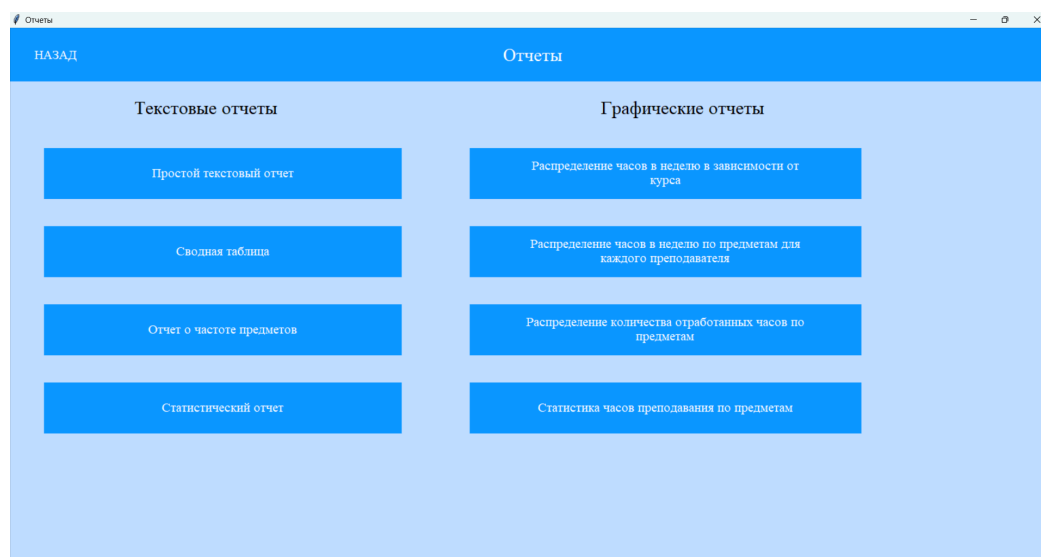 Отчеты
НАЗАД
Отчеты
Текстовые отчеты
Графические отчеты
Простой текстовый отчет
Распределение часов в неделю в зависимости от
курса
Сводная таблица
Распределение часов в неделю по предметам для
каждого преподавателя
Отчет о частоте предметов
Распределение количества отработанных часов по
предметам
Статистический отчет
Статистика часов преподавания по предметам